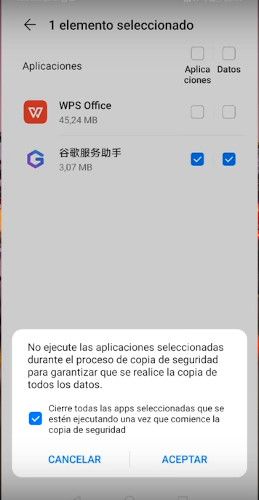 1 elemento seleccionado
Aplicaciones
Aplica
ciones
Datos
WPS Office
45,24 MB
谷歌服务助手
3,07 MB
No ejecute las aplicaciones seleccionadas
durante el proceso de copia de seguridad
para garantizar que se realice la copia de
todos los datos.
Cierre todas las apps seleccionadas que se
estén ejecutando una vez que comience la
copia de seguridad
CANCELAR
ACEPTAR